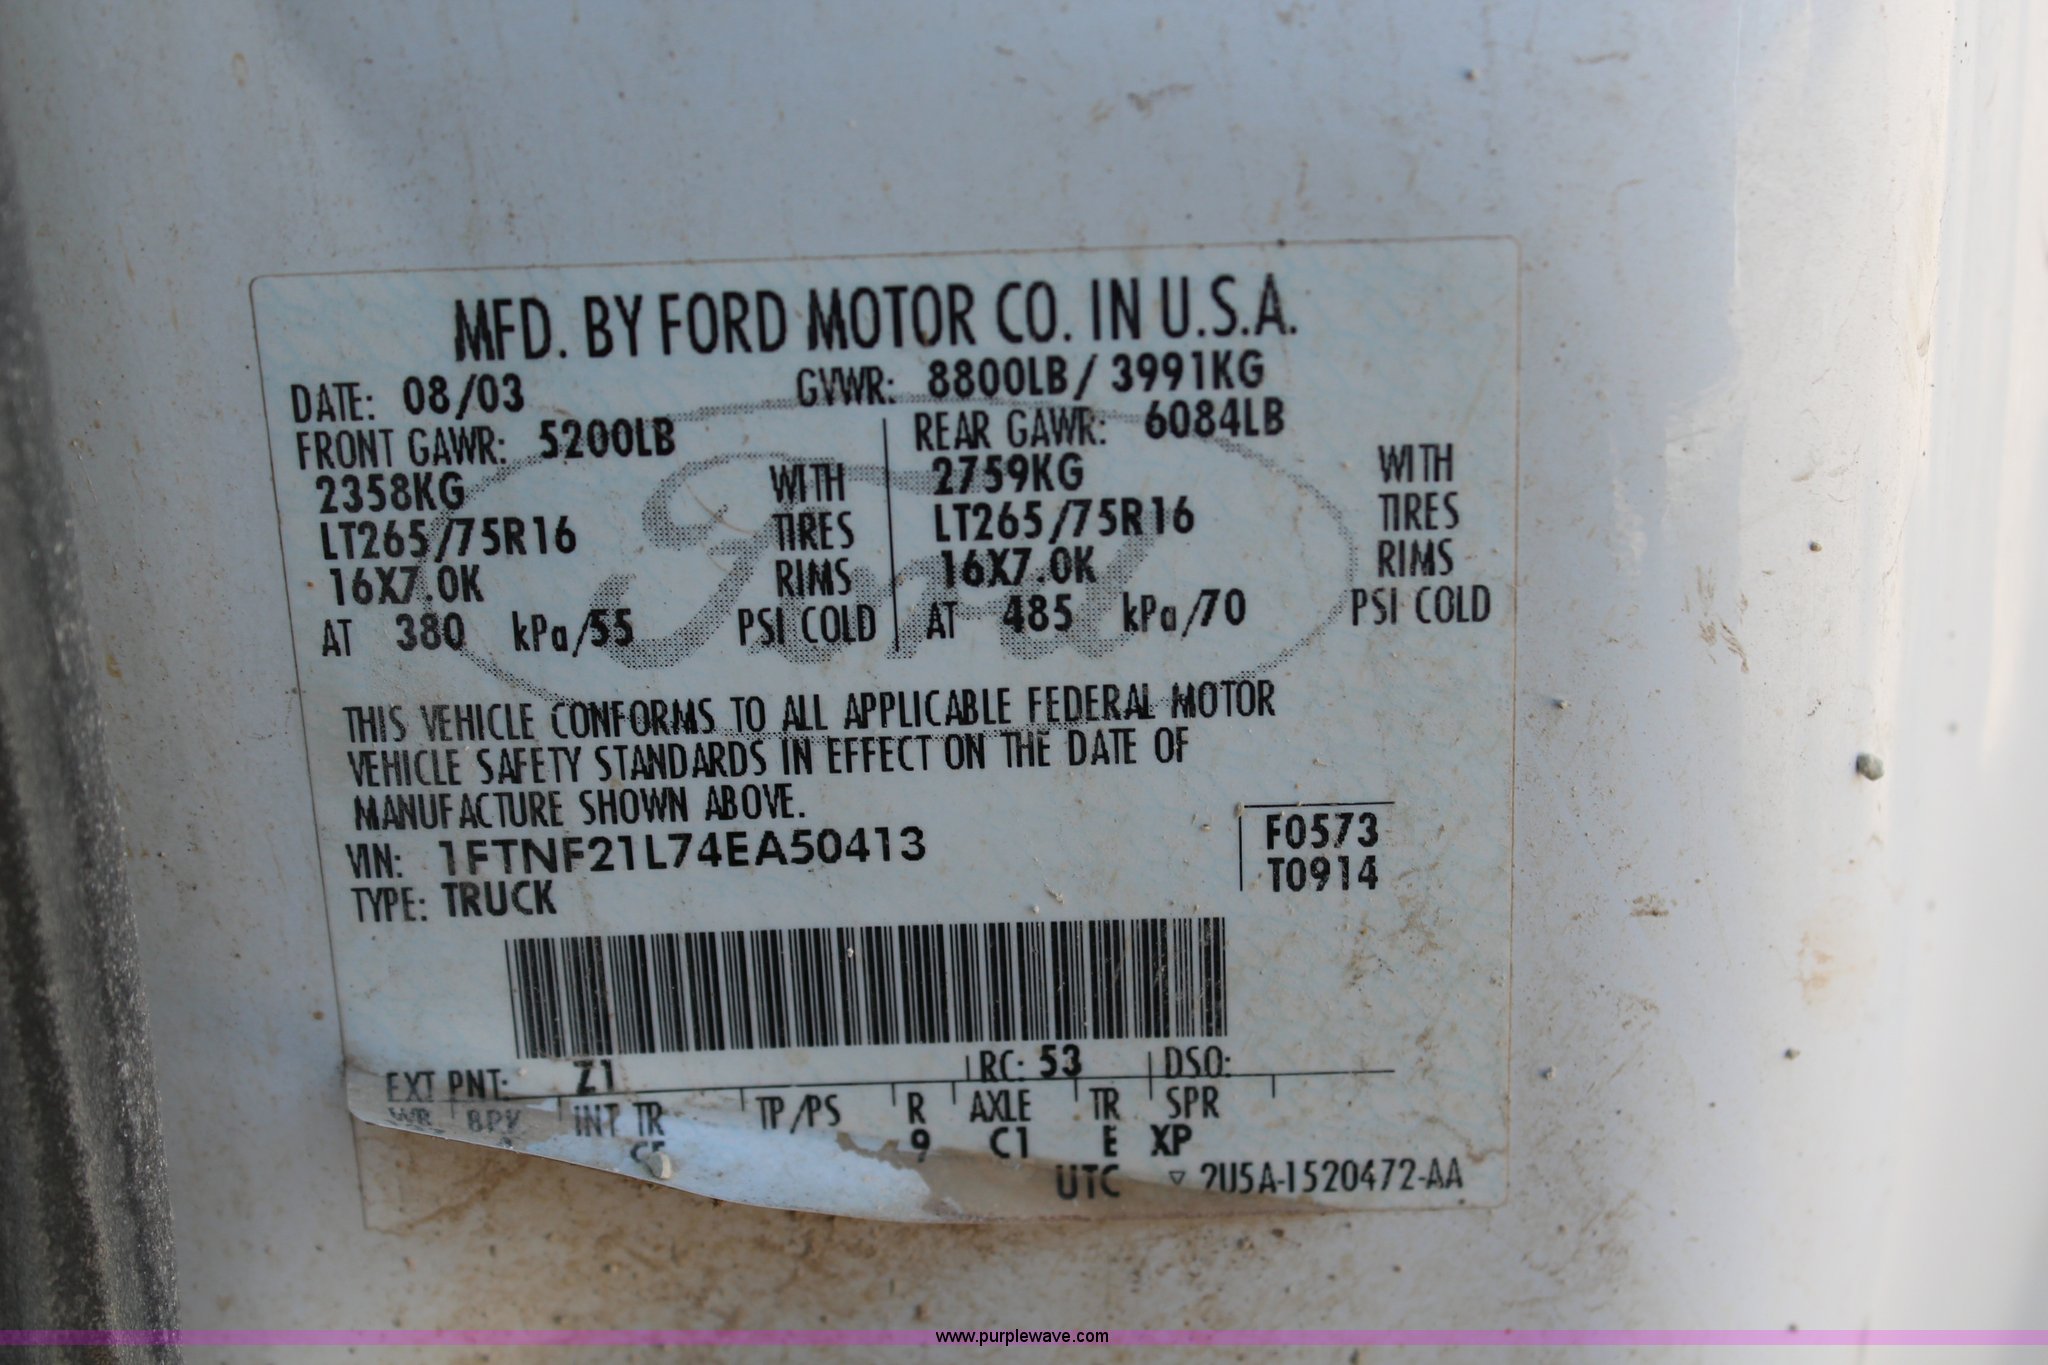 MFD. BY FORD MOTOR CO. IN U.S.A.
DATE: 08/03 GVWR: 8800LB / 3991KG
FRONT GAWR: 5200LB REAR GAWR: 6084LB
2358KG WITH 2759KG WITH
LT265/75R16 TIRES LT265/75R16 TIRES
16X7.0K RIMS 16X7.0K RIMS
AT 380 kPa/55 PSI COLD AT 485 kPa/70 PSI COLD
Ford
THIS VEHICLE CONFORMS TO ALL APPLICABLE FEDERAL MOTOR
VEHICLE SAFETY STANDARDS IN EFFECT ON THE DATE OF
MANUFACTURE SHOWN ABOVE.
VIN: 1FTNF21L74EA50413 F0573
TYPE: TRUCK T0914
EXT PNT: Z1 RC: 53 DSO:
WB BPK INT TR TP/PS R AXLE TR SPR
9 C1 E XP
UTC ▽ 2U5A-1520472-AA
www.purplewave.com